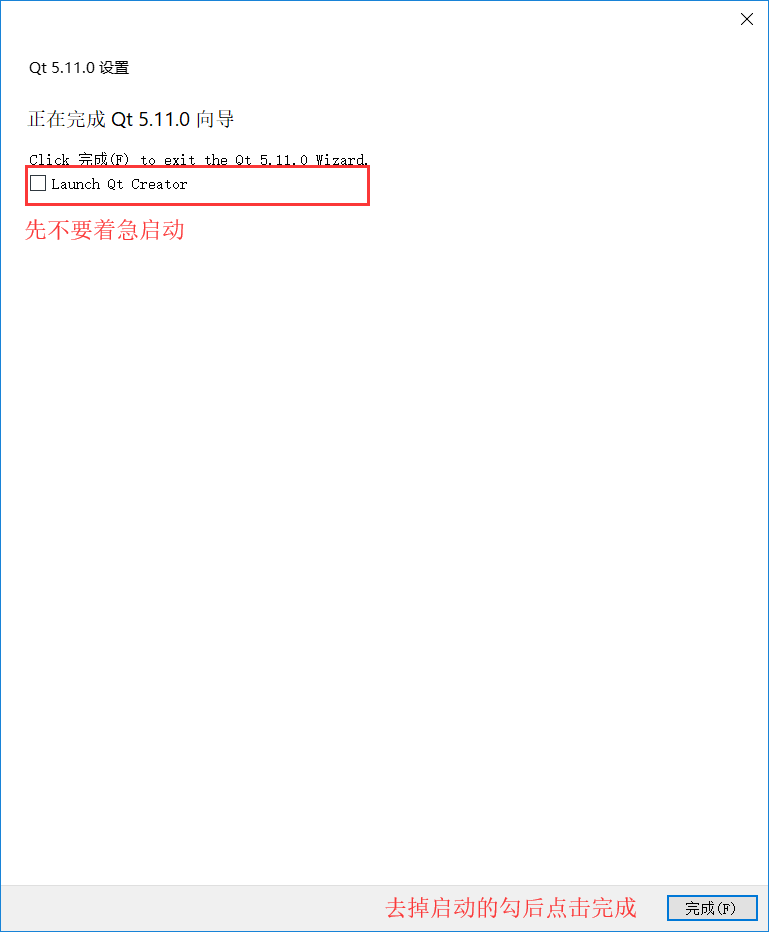 Qt 5.11.0 设置
正在完成 Qt 5.11.0 向导
Click 完成(F) to exit the Qt 5.11.0 Wizard.
Launch Qt Creator
先不要着急启动
去掉启动的勾后点击完成
完成(F)